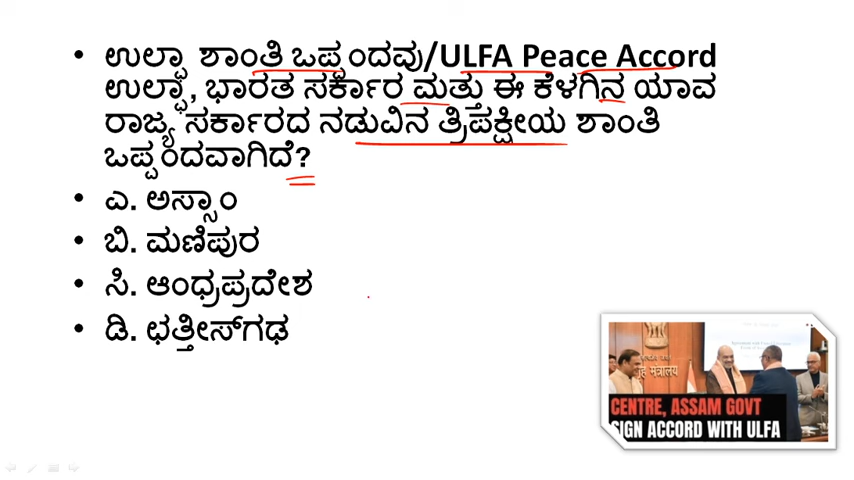 • ಉಲ್ಫಾ ಶಾಂತಿ ಒಪ್ಪಂದವು/ULFA Peace Accord
ಉಲ್ಫಾ, ಭಾರತ ಸರ್ಕಾರ ಮತ್ತು ಈ ಕೆಳಗಿನ ಯಾವ
ರಾಜ್ಯ ಸರ್ಕಾರದ ನಡುವಿನ ತ್ರಿಪಕ್ಷೀಯ ಶಾಂತಿ
ಒಪ್ಪಂದವಾಗಿದೆ?
• ಎ. ಅಸ್ಸಾಂ
• ಬಿ. ಮಣಿಪುರ
• ಸಿ. ಆಂಧ್ರಪ್ರದೇಶ
• ಡಿ. ಛತ್ತೀಸ್‌ಗಢ
गृह मंत्रालय
CENTRE, ASSAM GOVT
SIGN ACCORD WITH ULFA